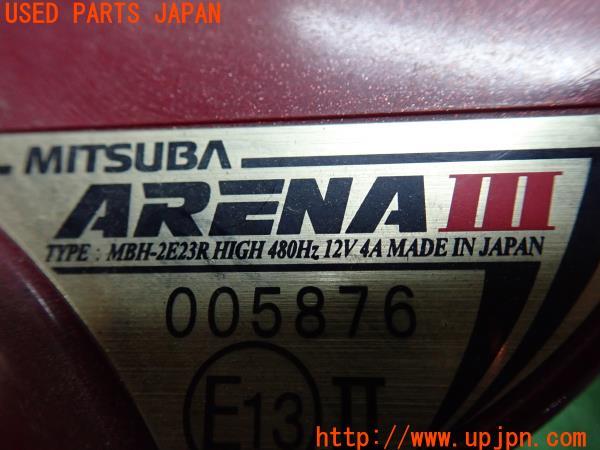 USED PARTS JAPAN
MITSUBA
ARENA III
TYPE : MBH-2E23R HIGH 480Hz 12V 4A MADE IN JAPAN
005876
E13 II
http://www.upjpn.com/